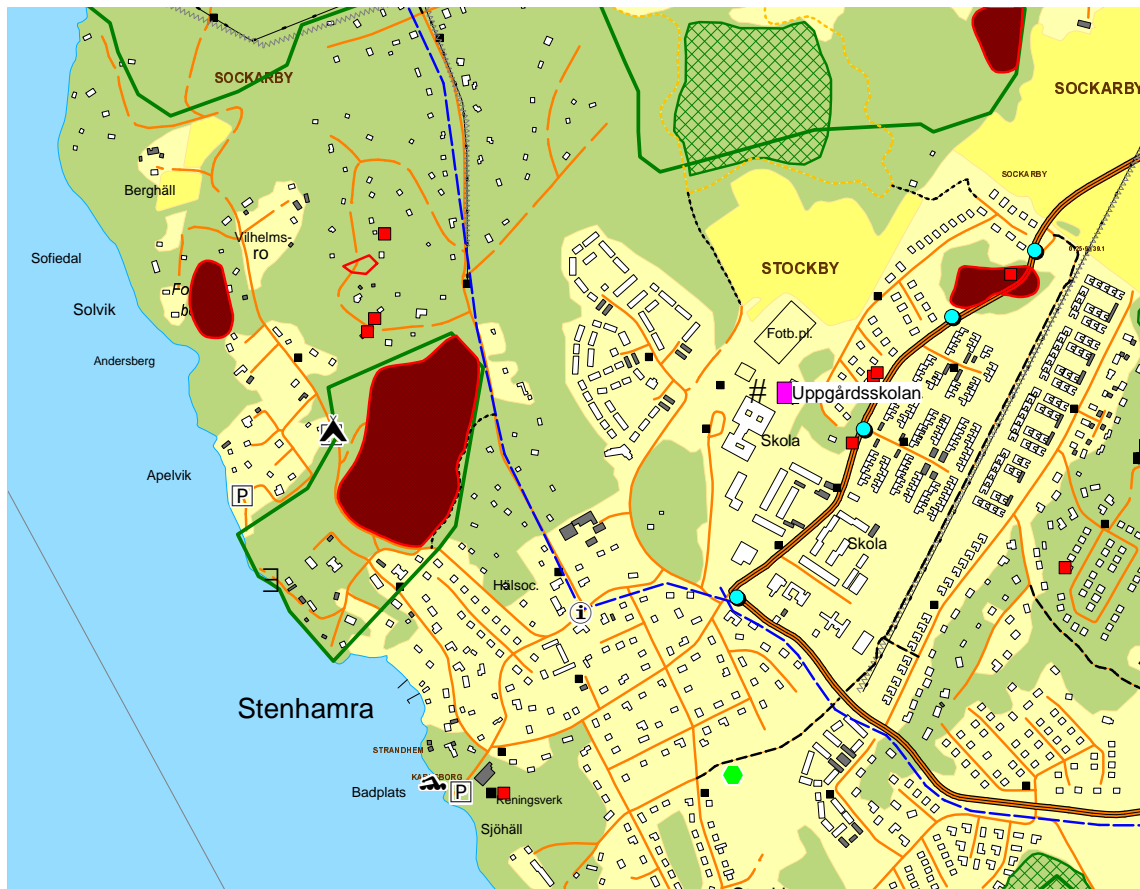 SOCKARBY
SOCKARBY
Berghäll
SOCKARBY
Vilhelms-
ro
Sofiedal
STOCKBY
Solvik
Fotb.pl.
Andersberg
Uppgårdsskolan
#
Skola
Apelvik
P
Skola
Hälsoc.
i
Stenhamra
STRANDHEM
KARLSBORG
Badplats
P
Reningsverk
Sjöhäll